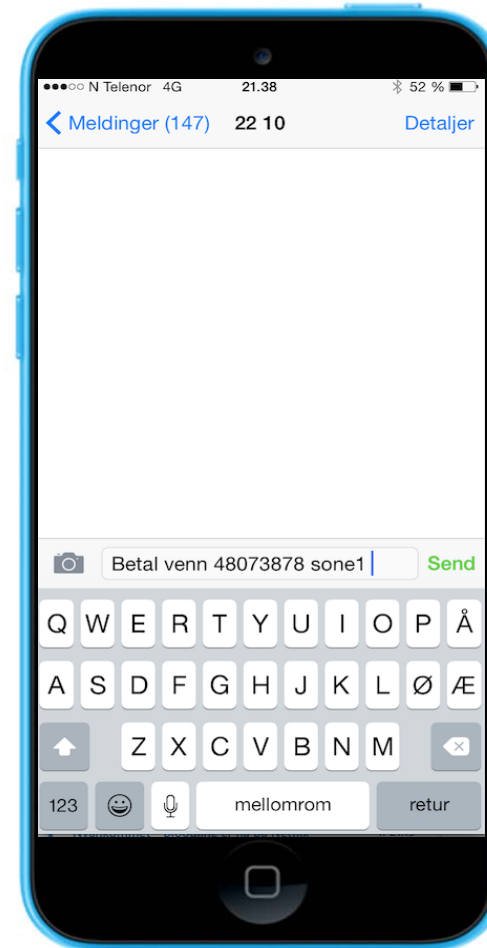 N Telenor 4G 21.38 52 %
Meldinger (147) 22 10 Detaljer
Betal venn 48073878 sone1 Send
Q W E R T Y U I O P Å
A S D F G H J K L Ø Æ
Z X C V B N M
123 mellomrom retur